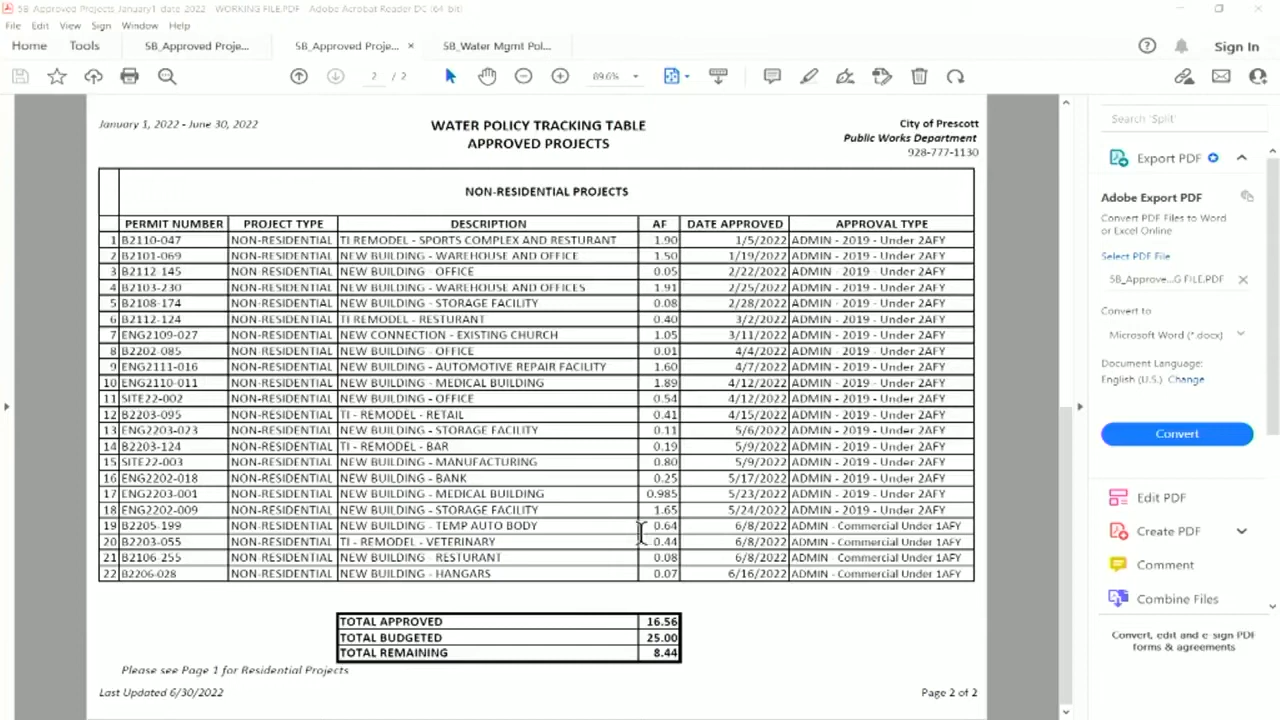 5B_Approved Projects_January1_date_2022 - WORKING FILE.PDF - Adobe Acrobat Reader DC (64-bit)
File Edit View Sign Window Help
Home Tools 5B_Approved Proje... 5B_Approved Proje... × 5B_Water Mgmt Pol... Sign In
2 / 2 89.6%
January 1, 2022 - June 30, 2022
WATER POLICY TRACKING TABLE
APPROVED PROJECTS
City of Prescott
Public Works Department
928-777-1130
NON-RESIDENTIAL PROJECTS
PERMIT NUMBER PROJECT TYPE DESCRIPTION AF DATE APPROVED APPROVAL TYPE
1 B2110-047 NON-RESIDENTIAL TI REMODEL - SPORTS COMPLEX AND RESTURANT 1.90 1/5/2022 ADMIN - 2019 - Under 2AFY
2 B2101-069 NON-RESIDENTIAL NEW BUILDING - WAREHOUSE AND OFFICE 1.50 1/19/2022 ADMIN - 2019 - Under 2AFY
3 B2112-145 NON-RESIDENTIAL NEW BUILDING - OFFICE 0.05 2/22/2022 ADMIN - 2019 - Under 2AFY
4 B2103-230 NON-RESIDENTIAL NEW BUILDING - WAREHOUSE AND OFFICES 1.91 2/25/2022 ADMIN - 2019 - Under 2AFY
5 B2108-174 NON-RESIDENTIAL NEW BUILDING - STORAGE FACILITY 0.08 2/28/2022 ADMIN - 2019 - Under 2AFY
6 B2112-124 NON-RESIDENTIAL TI REMODEL - RESTURANT 0.40 3/2/2022 ADMIN - 2019 - Under 2AFY
7 ENG2109-027 NON-RESIDENTIAL NEW CONNECTION - EXISTING CHURCH 1.05 3/11/2022 ADMIN - 2019 - Under 2AFY
8 B2202-085 NON-RESIDENTIAL NEW BUILDING - OFFICE 0.01 4/4/2022 ADMIN - 2019 - Under 2AFY
9 ENG2111-016 NON-RESIDENTIAL NEW BUILDING - AUTOMOTIVE REPAIR FACILITY 1.60 4/7/2022 ADMIN - 2019 - Under 2AFY
10 ENG2110-011 NON-RESIDENTIAL NEW BUILDING - MEDICAL BUILDING 1.89 4/12/2022 ADMIN - 2019 - Under 2AFY
11 SITE22-002 NON-RESIDENTIAL NEW BUILDING - OFFICE 0.54 4/12/2022 ADMIN - 2019 - Under 2AFY
12 B2203-095 NON-RESIDENTIAL TI - REMODEL - RETAIL 0.41 4/15/2022 ADMIN - 2019 - Under 2AFY
13 ENG2203-023 NON-RESIDENTIAL NEW BUILDING - STORAGE FACILITY 0.11 5/6/2022 ADMIN - 2019 - Under 2AFY
14 B2203-124 NON-RESIDENTIAL TI - REMODEL - BAR 0.19 5/9/2022 ADMIN - 2019 - Under 2AFY
15 SITE22-003 NON-RESIDENTIAL NEW BUILDING - MANUFACTURING 0.80 5/9/2022 ADMIN - 2019 - Under 2AFY
16 ENG2202-018 NON-RESIDENTIAL NEW BUILDING - BANK 0.25 5/17/2022 ADMIN - 2019 - Under 2AFY
17 ENG2203-001 NON-RESIDENTIAL NEW BUILDING - MEDICAL BUILDING 0.985 5/23/2022 ADMIN - 2019 - Under 2AFY
18 ENG2202-009 NON-RESIDENTIAL NEW BUILDING - STORAGE FACILITY 1.65 5/24/2022 ADMIN - 2019 - Under 2AFY
19 B2205-199 NON-RESIDENTIAL NEW BUILDING - TEMP AUTO BODY 0.64 6/8/2022 ADMIN - Commercial Under 1AFY
20 B2203-055 NON-RESIDENTIAL TI - REMODEL - VETERINARY 0.44 6/8/2022 ADMIN - Commercial Under 1AFY
21 B2106-255 NON-RESIDENTIAL NEW BUILDING - RESTURANT 0.08 6/8/2022 ADMIN - Commercial Under 1AFY
22 B2206-028 NON-RESIDENTIAL NEW BUILDING - HANGARS 0.07 6/16/2022 ADMIN - Commercial Under 1AFY
TOTAL APPROVED 16.56
TOTAL BUDGETED 25.00
TOTAL REMAINING 8.44
Please see Page 1 for Residential Projects
Last Updated 6/30/2022 Page 2 of 2
Search 'Split'
Export PDF
Adobe Export PDF
Convert PDF Files to Word
or Excel Online
Select PDF File
5B_Approve...G FILE.PDF
Convert to
Microsoft Word (*.docx)
Document Language:
English (U.S.) Change
Convert
Edit PDF
Create PDF
Comment
Combine Files
Convert, edit and e-sign PDF
forms & agreements